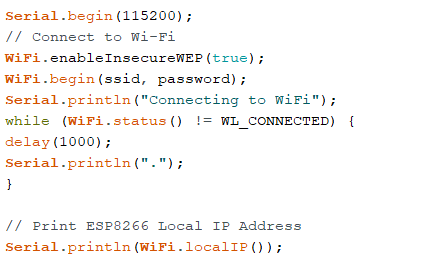 Serial.begin(115200);
// Connect to Wi-Fi
WiFi.enableInsecureWEP(true);
WiFi.begin(ssid, password);
Serial.println("Connecting to WiFi");
while (WiFi.status() != WL_CONNECTED) {
delay(1000);
Serial.println(".");
}
// Print ESP8266 Local IP Address
Serial.println(WiFi.localIP());